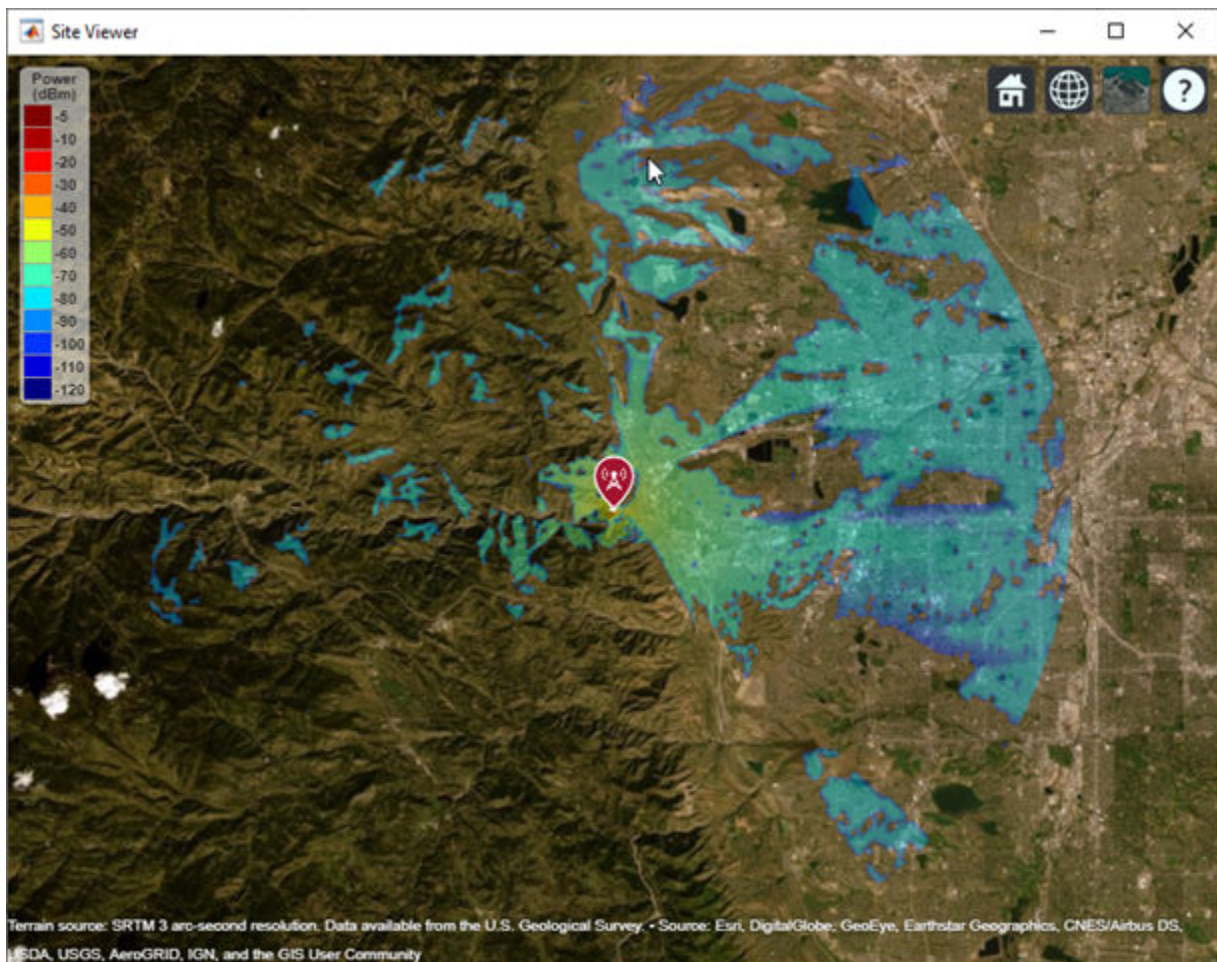 Site Viewer
Power
(dBm)
-5
-10
-20
-30
-40
-50
-60
-70
-80
-90
-100
-110
-120
?
Terrain source: SRTM 3 arc-second resolution. Data available from the U.S. Geological Survey. • Source: Esri, DigitalGlobe, GeoEye, Earthstar Geographics, CNES/Airbus DS,
USDA, USGS, AeroGRID, IGN, and the GIS User Community